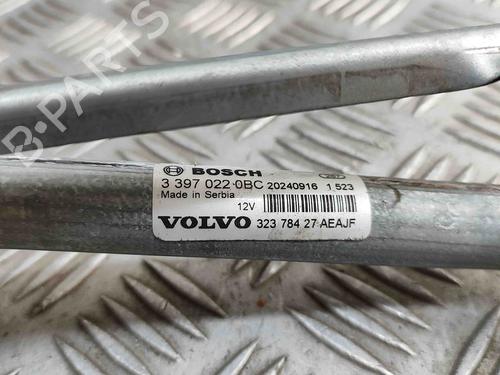 B-PARTS
BOSCH
3 397 022 0BC 20240916 1 523
Made in Serbia
12V
VOLVO 323 784 27 AEAJF